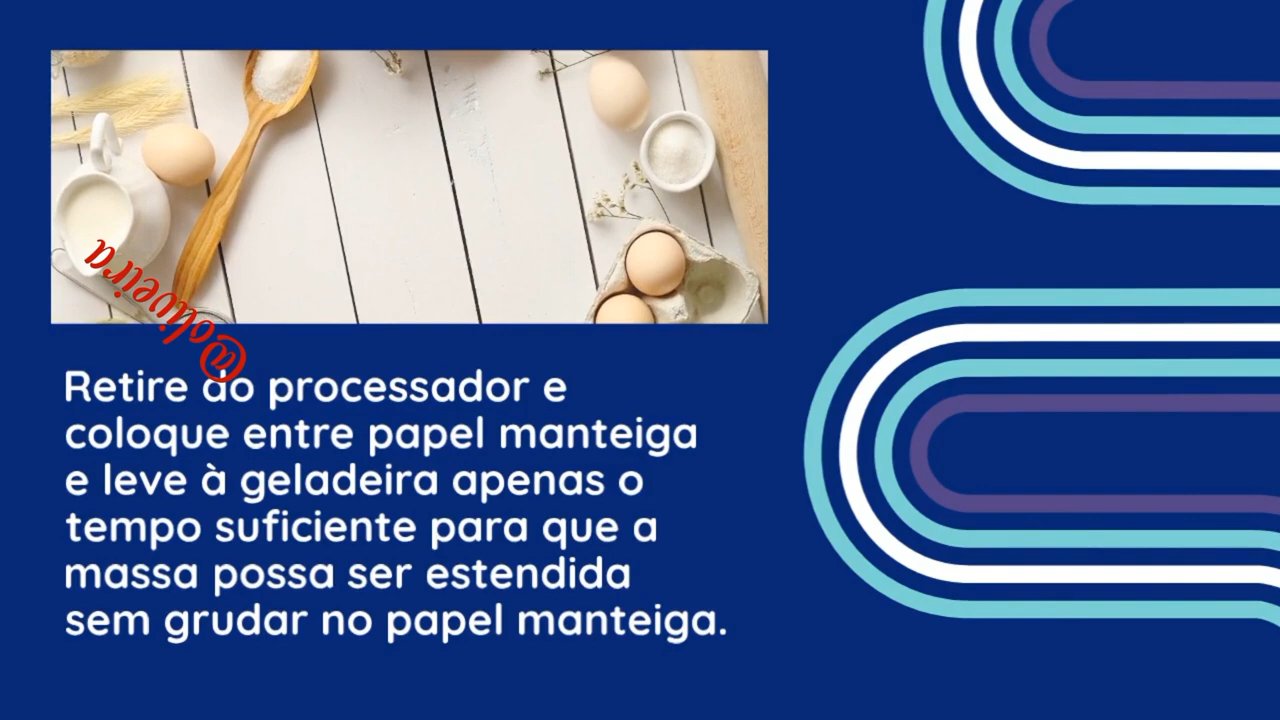 @oliveira
Retire do processador e
coloque entre papel manteiga
e leve à geladeira apenas o
tempo suficiente para que a
massa possa ser estendida
sem grudar no papel manteiga.